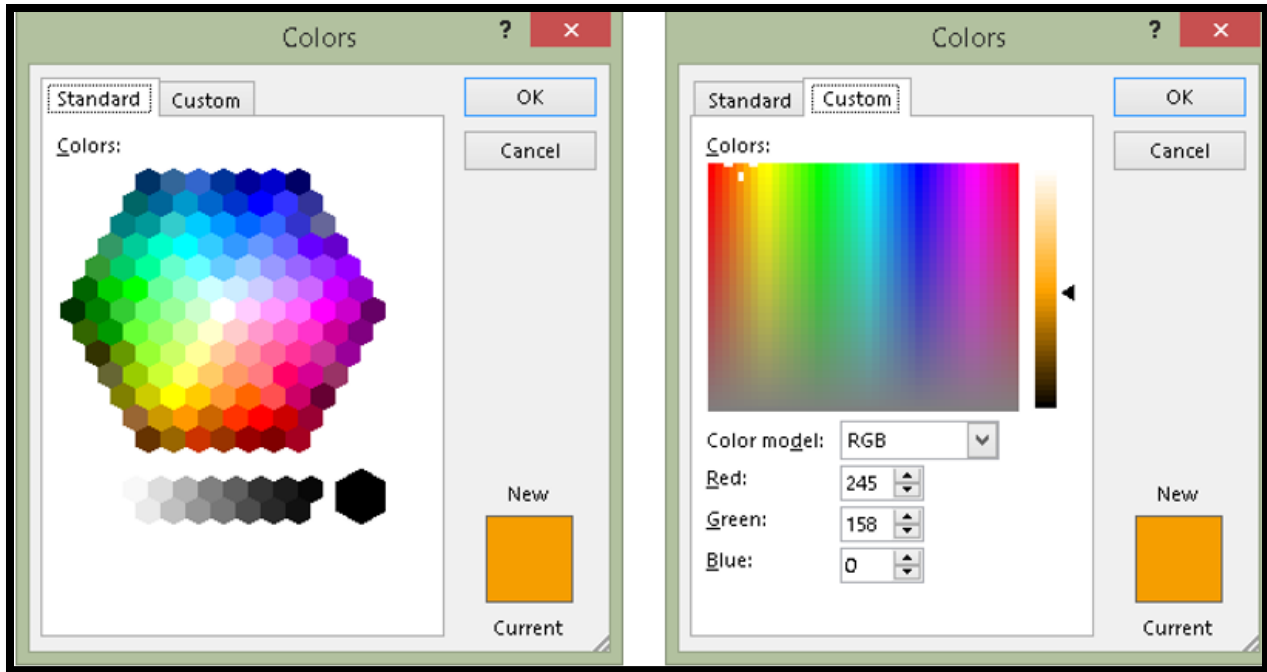 Colors ?
Standard Custom
OK
Cancel
Colors:
New
Current
Colors ?
Standard Custom
OK
Cancel
Colors:
Color model: RGB
Red: 245
Green: 158
Blue: 0
New
Current